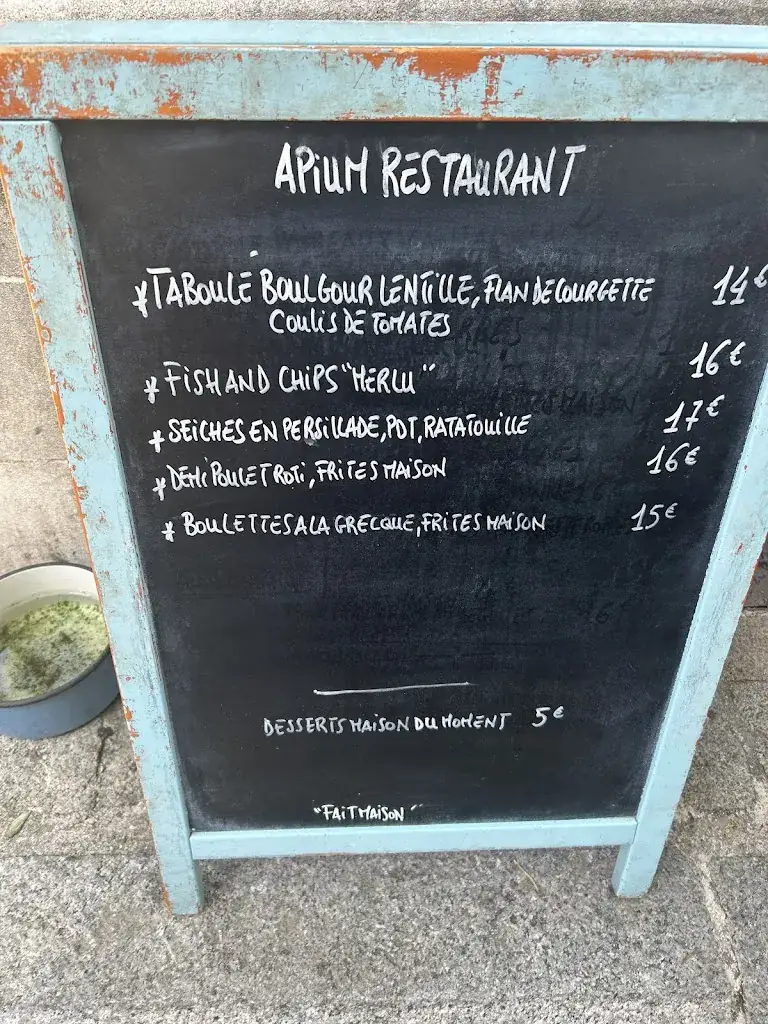 APIUM RESTAURANT
* TABOULÉ BOULGOUR LENTILLE, FLAN DE COURGETTE 14€
COULIS DE TOMATES
* FISH AND CHIPS "MERLU" 16€
* SEICHES EN PERSILLADE, PDT, RATATOUILLE 17€
* DEMI POULET ROTI, FRITES MAISON 16€
* BOULETTES A LA GRECQUE, FRITES MAISON 15€
DESSERTS MAISON DU MOMENT 5€
"FAIT MAISON"